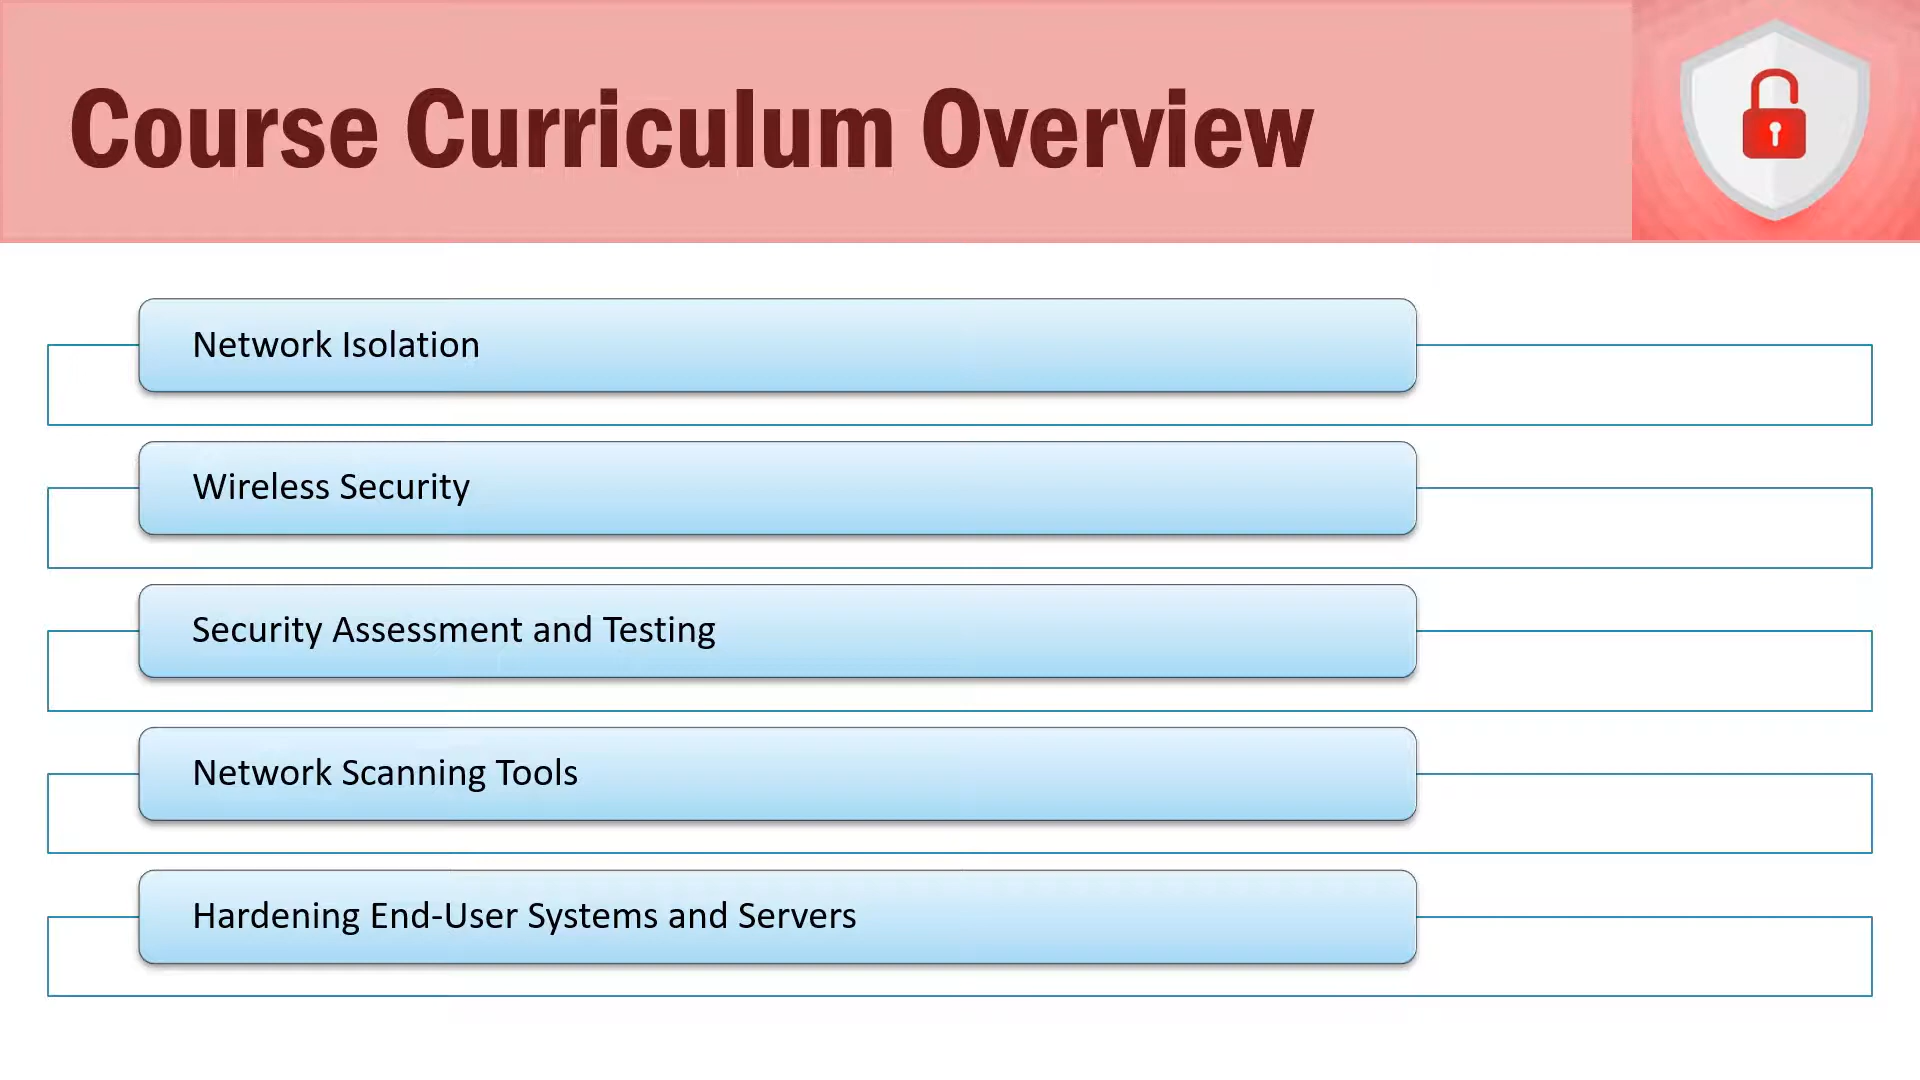 Course Curriculum Overview
Network Isolation
Wireless Security
Security Assessment and Testing
Network Scanning Tools
Hardening End-User Systems and Servers